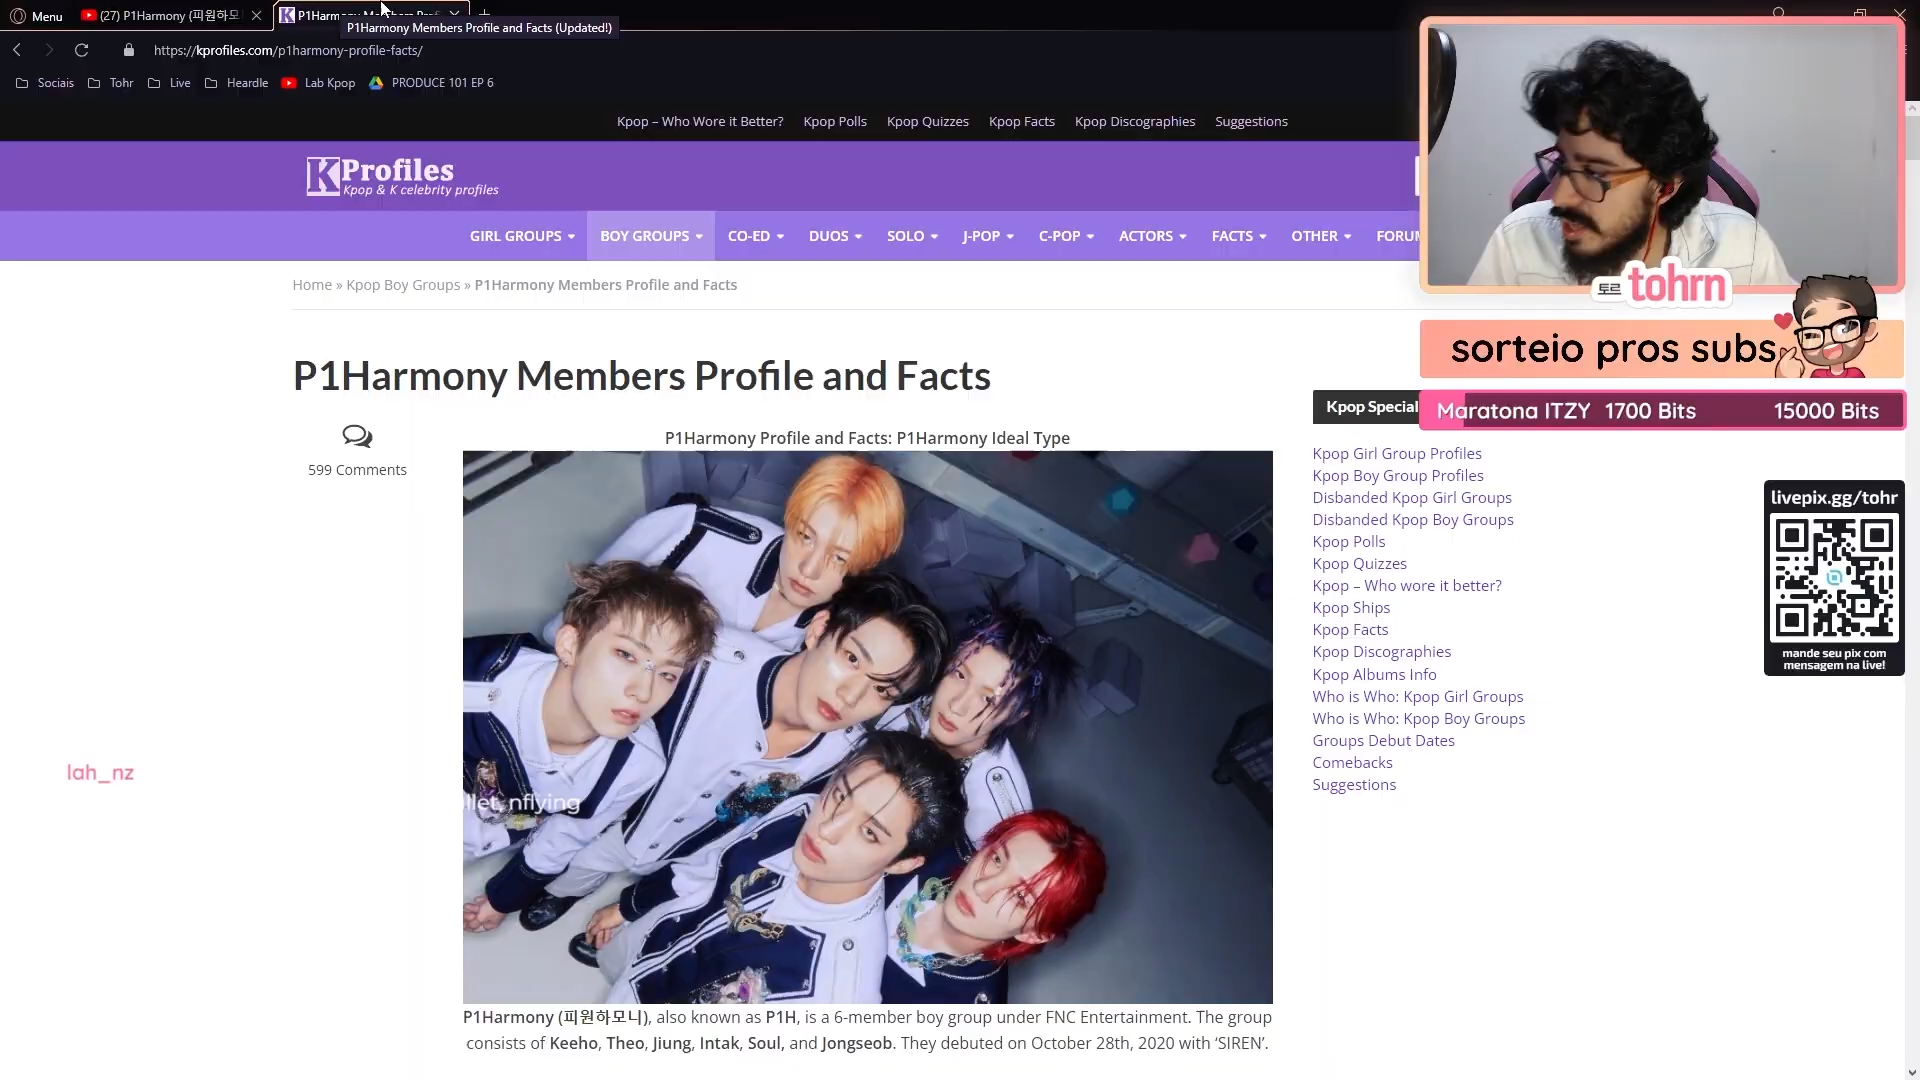 Menu
(27) P1Harmony (피원하모
P1Harmony Members Profile and Facts (Updated!)
https://kprofiles.com/p1harmony-profile-facts/
Sociais
Tohr
Live
Heardle
Lab Kpop
PRODUCE 101 EP 6
Kpop – Who Wore it Better?
Kpop Polls
Kpop Quizzes
Kpop Facts
Kpop Discographies
Suggestions
KProfiles
Kpop & K celebrity profiles
GIRL GROUPS
BOY GROUPS
CO-ED
DUOS
SOLO
J-POP
C-POP
ACTORS
FACTS
OTHER
FORUM
Home » Kpop Boy Groups » P1Harmony Members Profile and Facts
토르 tohrn
sorteio pros subs
Maratona ITZY 1700 Bits 15000 Bits
P1Harmony Members Profile and Facts
599 Comments
P1Harmony Profile and Facts: P1Harmony Ideal Type
Kpop Special
Kpop Girl Group Profiles
Kpop Boy Group Profiles
Disbanded Kpop Girl Groups
Disbanded Kpop Boy Groups
Kpop Polls
Kpop Quizzes
Kpop – Who wore it better?
Kpop Ships
Kpop Facts
Kpop Discographies
Kpop Albums Info
Who is Who: Kpop Girl Groups
Who is Who: Kpop Boy Groups
Groups Debut Dates
Comebacks
Suggestions
livepix.gg/tohr
mande seu pix com
mensagem na live!
lah_nz
llet, nflying
P1Harmony (피원하모니), also known as P1H, is a 6-member boy group under FNC Entertainment. The group
consists of Keeho, Theo, Jiung, Intak, Soul, and Jongseob. They debuted on October 28th, 2020 with ‘SIREN’.